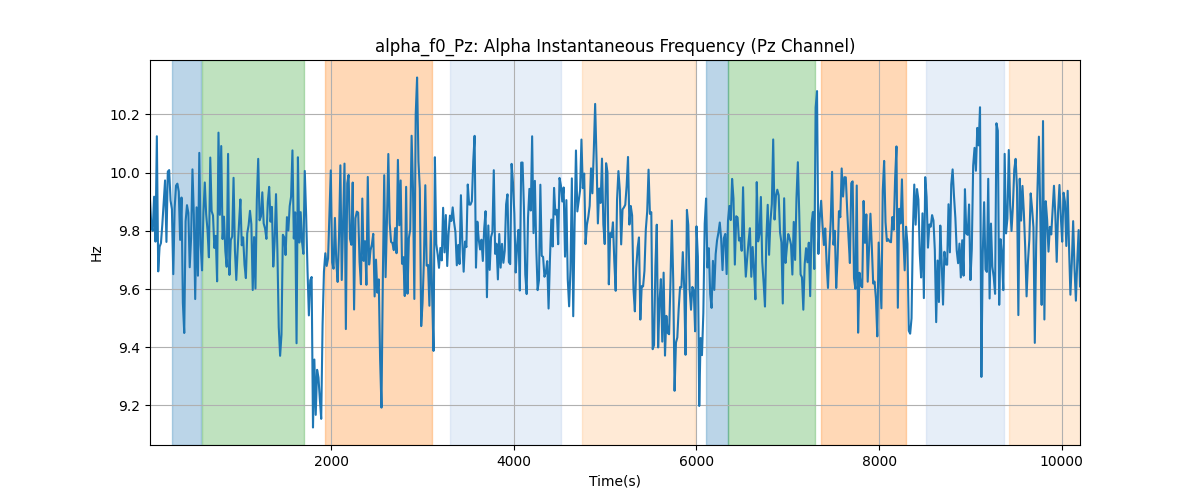 alpha_f0_Pz: Alpha Instantaneous Frequency (Pz Channel)
Hz
10.2
10.0
9.8
9.6
9.4
9.2
2000 4000 6000 8000 10000
Time(s)